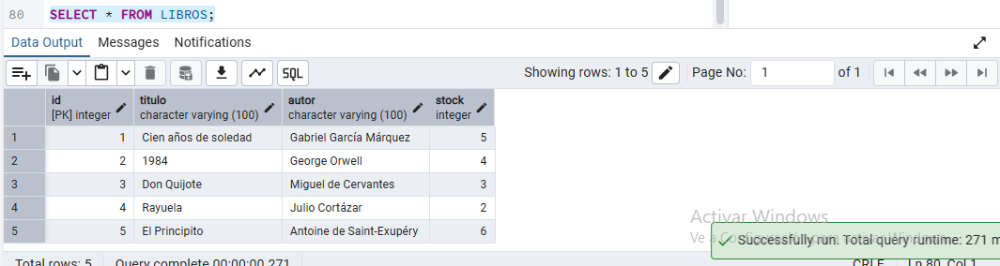 80 SELECT * FROM LIBROS;
Data Output Messages Notifications
SQL Showing rows: 1 to 5 Page No: 1 of 1
id titulo autor stock
[PK] integer character varying (100) character varying (100) integer
1 1 Cien años de soledad Gabriel García Márquez 5
2 2 1984 George Orwell 4
3 3 Don Quijote Miguel de Cervantes 3
4 4 Rayuela Julio Cortázar 2
5 5 El Principito Antoine de Saint-Exupéry 6
Activar Windows
Ve a Configuración para activar Windows.
Successfully run. Total query runtime: 271 m
Total rows: 5 Query complete 00:00:00.271 CRLF Ln 80, Col 1